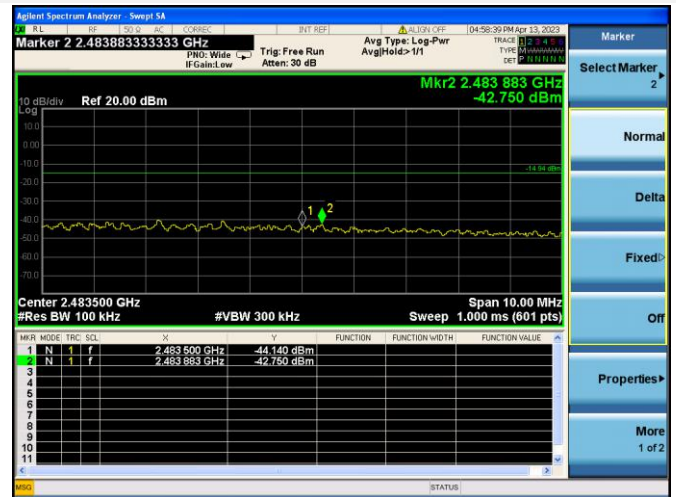 Agilent Spectrum Analyzer - Swept SA
RL RF 50 Ω AC CORREC INT REF ALIGN OFF 04:58:39 PM Apr 13, 2023
Marker 2 2.483883333333 GHz
PNO: Wide Trig: Free Run Avg Type: Log-Pwr TRACE 1 2 3 4 5 6
IFGain:Low Atten: 30 dB Avg|Hold:> 1/1 TYPE
DET P N N N N N
Mkr2 2.483 883 GHz
-42.750 dBm
10 dB/div Ref 20.00 dBm
Log
10.0
0.00
-10.0
-14.94 dBm
-20.0
-30.0
1 2
-40.0
-50.0
-60.0
-70.0
Center 2.483500 GHz Span 10.00 MHz
#Res BW 100 kHz #VBW 300 kHz Sweep 1.000 ms (601 pts)
MKR MODE TRC SCL X Y FUNCTION FUNCTION WIDTH FUNCTION VALUE
1 N 1 f 2.483 500 GHz -44.140 dBm
2 N 1 f 2.483 883 GHz -42.750 dBm
3
4
5
6
7
8
9
10
11
MSG STATUS
Marker
Select Marker
2
Normal
Delta
Fixed
Off
Properties
More
1 of 2